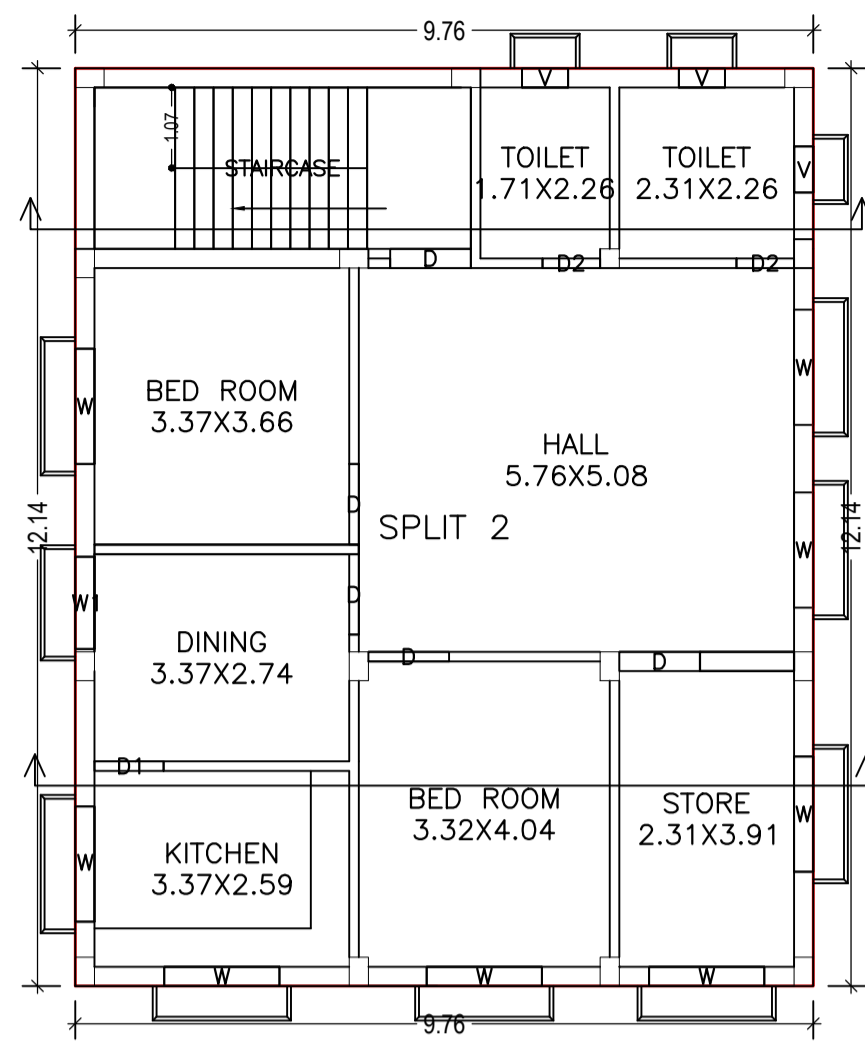 9.76
V
V
1.07
TOILET
1.71X2.26
TOILET
2.31X2.26
V
STAIRCASE
D
D2
D2
W
BED ROOM
3.37X3.66
W
HALL
5.76X5.08
D
SPLIT 2
12.14
12.14
W
W1
D
DINING
3.37X2.74
D
D
D1
BED ROOM
3.32X4.04
STORE
2.31X3.91
W
KITCHEN
3.37X2.59
W
W
W
W
9.76